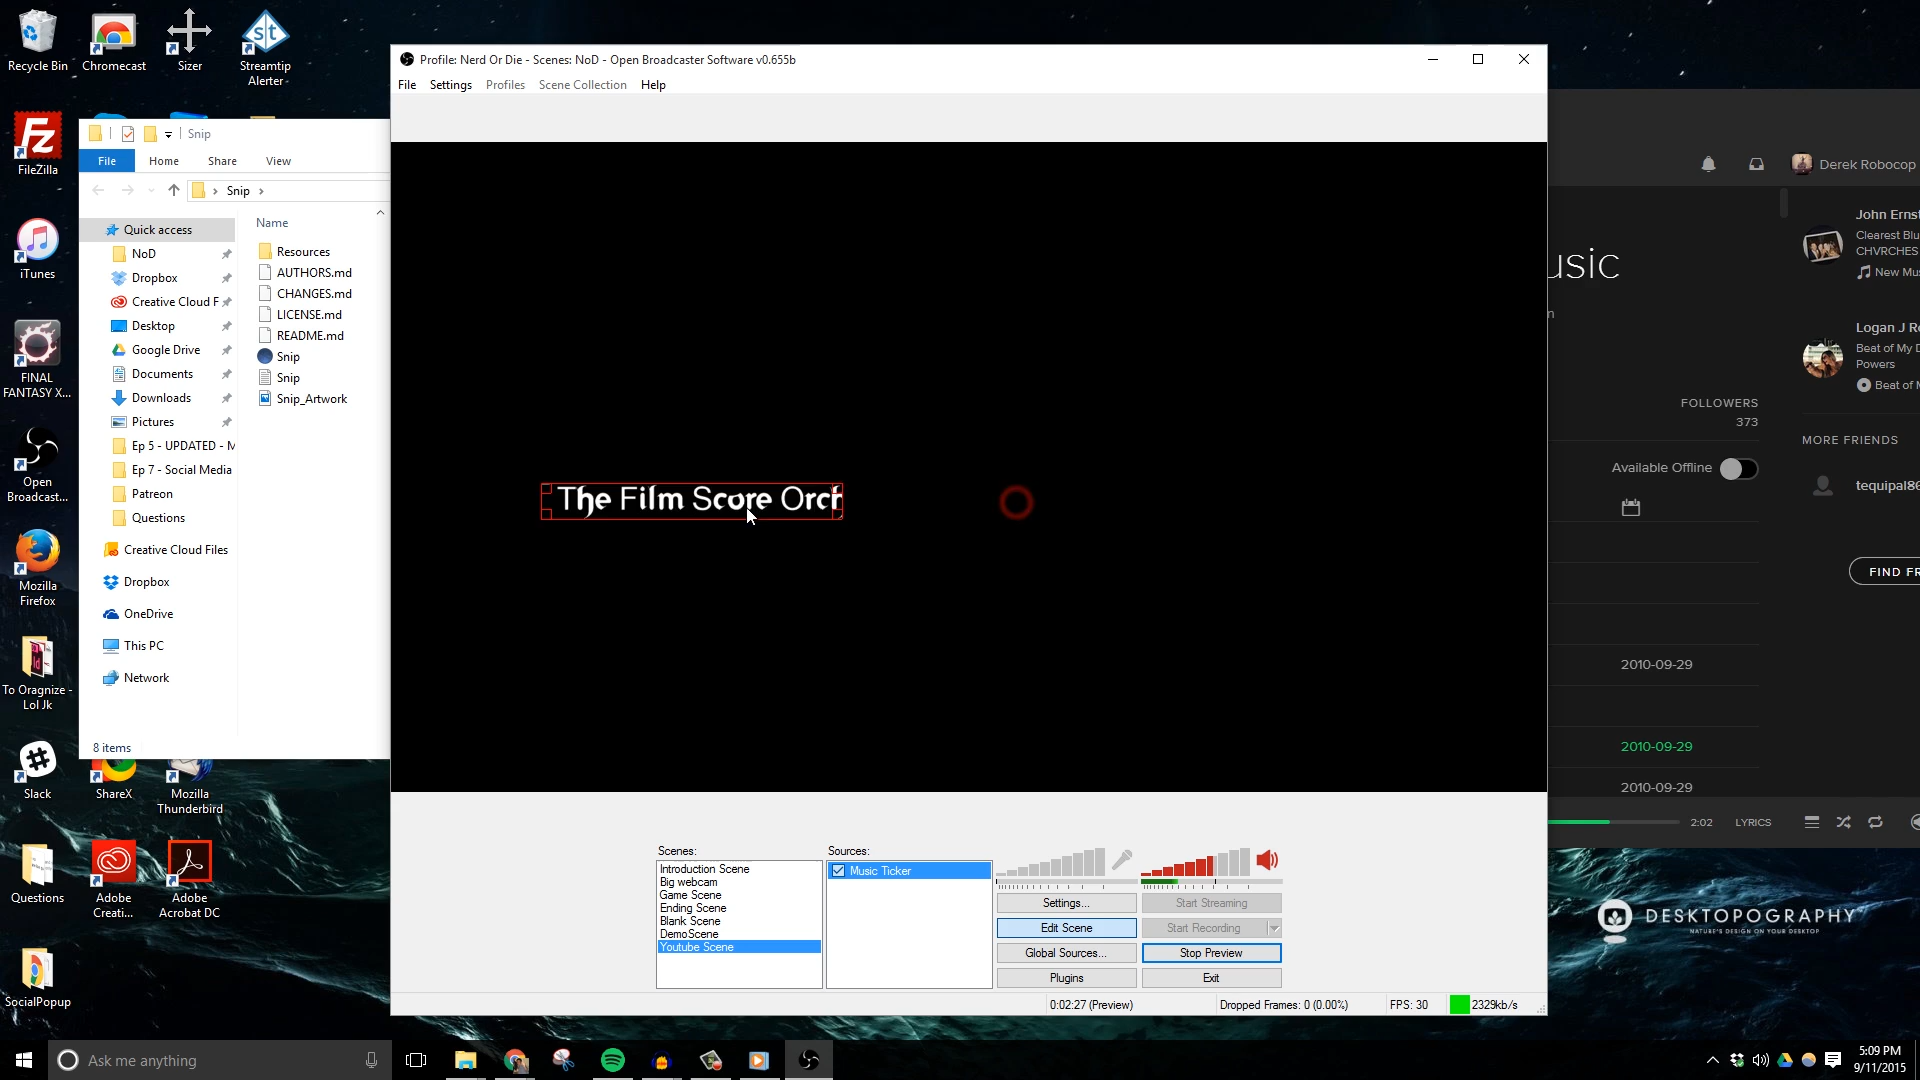 Recycle Bin
Chromecast
Sizer
Streamtip
Alerter
FileZilla
iTunes
FINAL
FANTASY X...
Open
Broadcast...
Mozilla
Firefox
To Oragnize -
Lol Jk
Slack
ShareX
Mozilla
Thunderbird
Questions
Adobe
Creati...
Adobe
Acrobat DC
SocialPopup
Snip
File Home Share View
Snip
Quick access
NoD
Dropbox
Creative Cloud F
Desktop
Google Drive
Documents
Downloads
Pictures
Ep 5 - UPDATED - M
Ep 7 - Social Media
Patreon
Questions
Creative Cloud Files
Dropbox
OneDrive
This PC
Network
Name
Resources
AUTHORS.md
CHANGES.md
LICENSE.md
README.md
Snip
Snip
Snip_Artwork
8 items
Profile: Nerd Or Die - Scenes: NoD - Open Broadcaster Software v0.655b
File Settings Profiles Scene Collection Help
The Film Score Orch
Scenes:
Introduction Scene
Big webcam
Game Scene
Ending Scene
Blank Scene
DemoScene
Youtube Scene
Sources:
Music Ticker
Settings...
Start Streaming
Edit Scene
Start Recording
Global Sources...
Stop Preview
Plugins
Exit
0:02:27 (Preview)
Dropped Frames: 0 (0.00%)
FPS: 30
2329kb/s
Derek Robocop
usic
n
FOLLOWERS
373
Available Offline
2010-09-29
2010-09-29
2010-09-29
2:02
LYRICS
John Ernst
Clearest Blu
CHVRCHES
New Mus
Logan J Ro
Beat of My D
Powers
Beat of M
MORE FRIENDS
tequipal86
FIND FR
DESKTOPOGRAPHY
NATURE'S DESIGN ON YOUR DESKTOP
Ask me anything
5:09 PM
9/11/2015